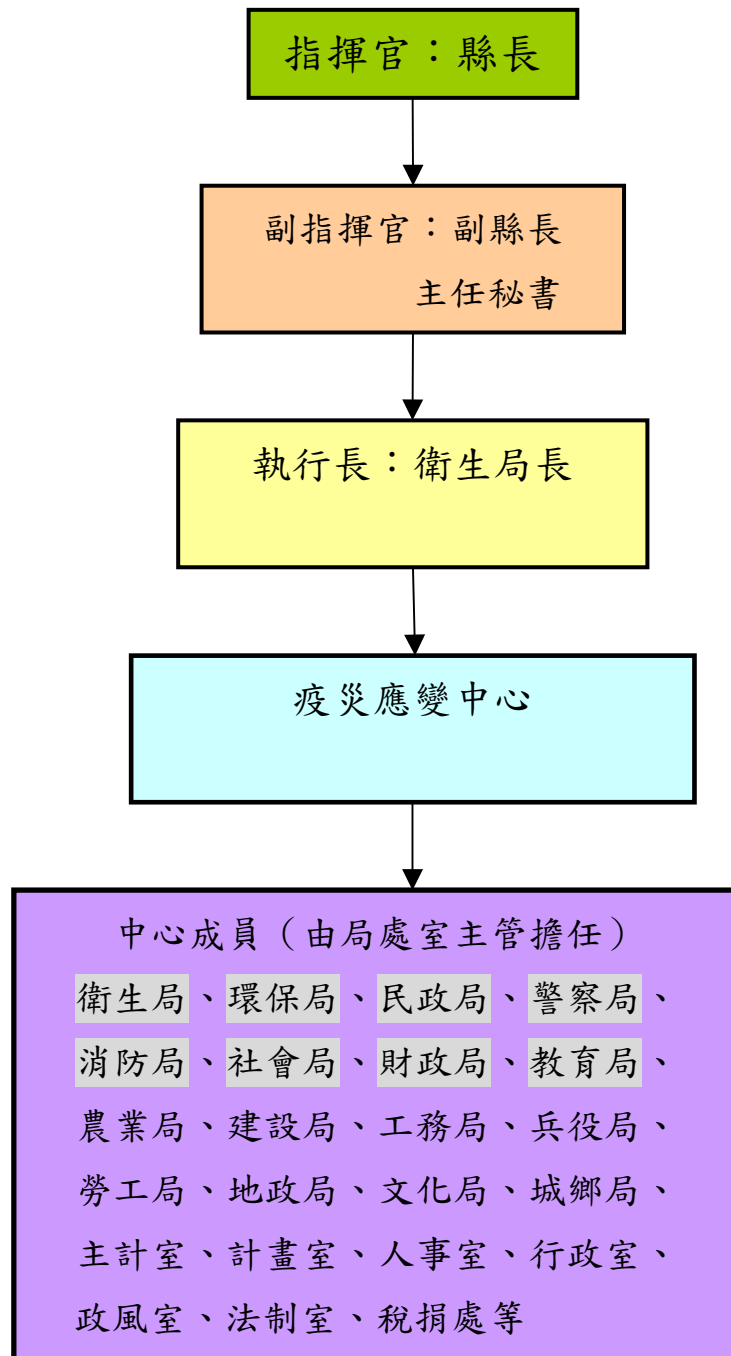 指揮官：縣長
副指揮官：副縣長
主任秘書
執行長：衛生局長
疫災應變中心
中心成員（由局處室主管擔任）
衛生局、環保局、民政局、警察局、
消防局、社會局、財政局、教育局、
農業局、建設局、工務局、兵役局、
勞工局、地政局、文化局、城鄉局、
主計室、計畫室、人事室、行政室、
政風室、法制室、稅捐處等